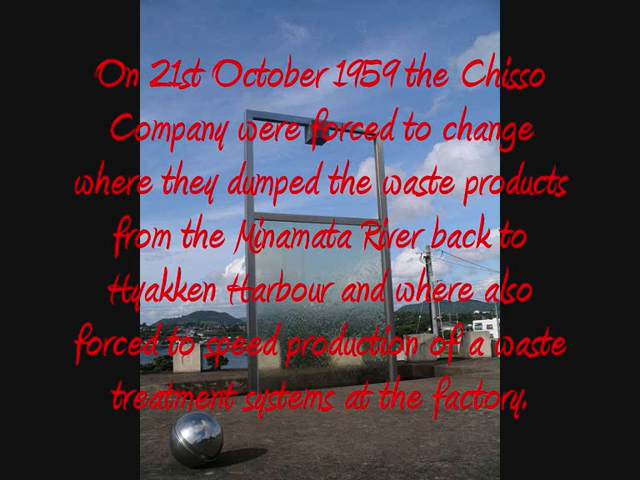 On 21st October 1959 the Chisso
Company were forced to change
where they dumped the waste products
from the Minamata River back to
Hyakken Harbour and where also
forced to speed production of a waste
treatment systems at the factory.